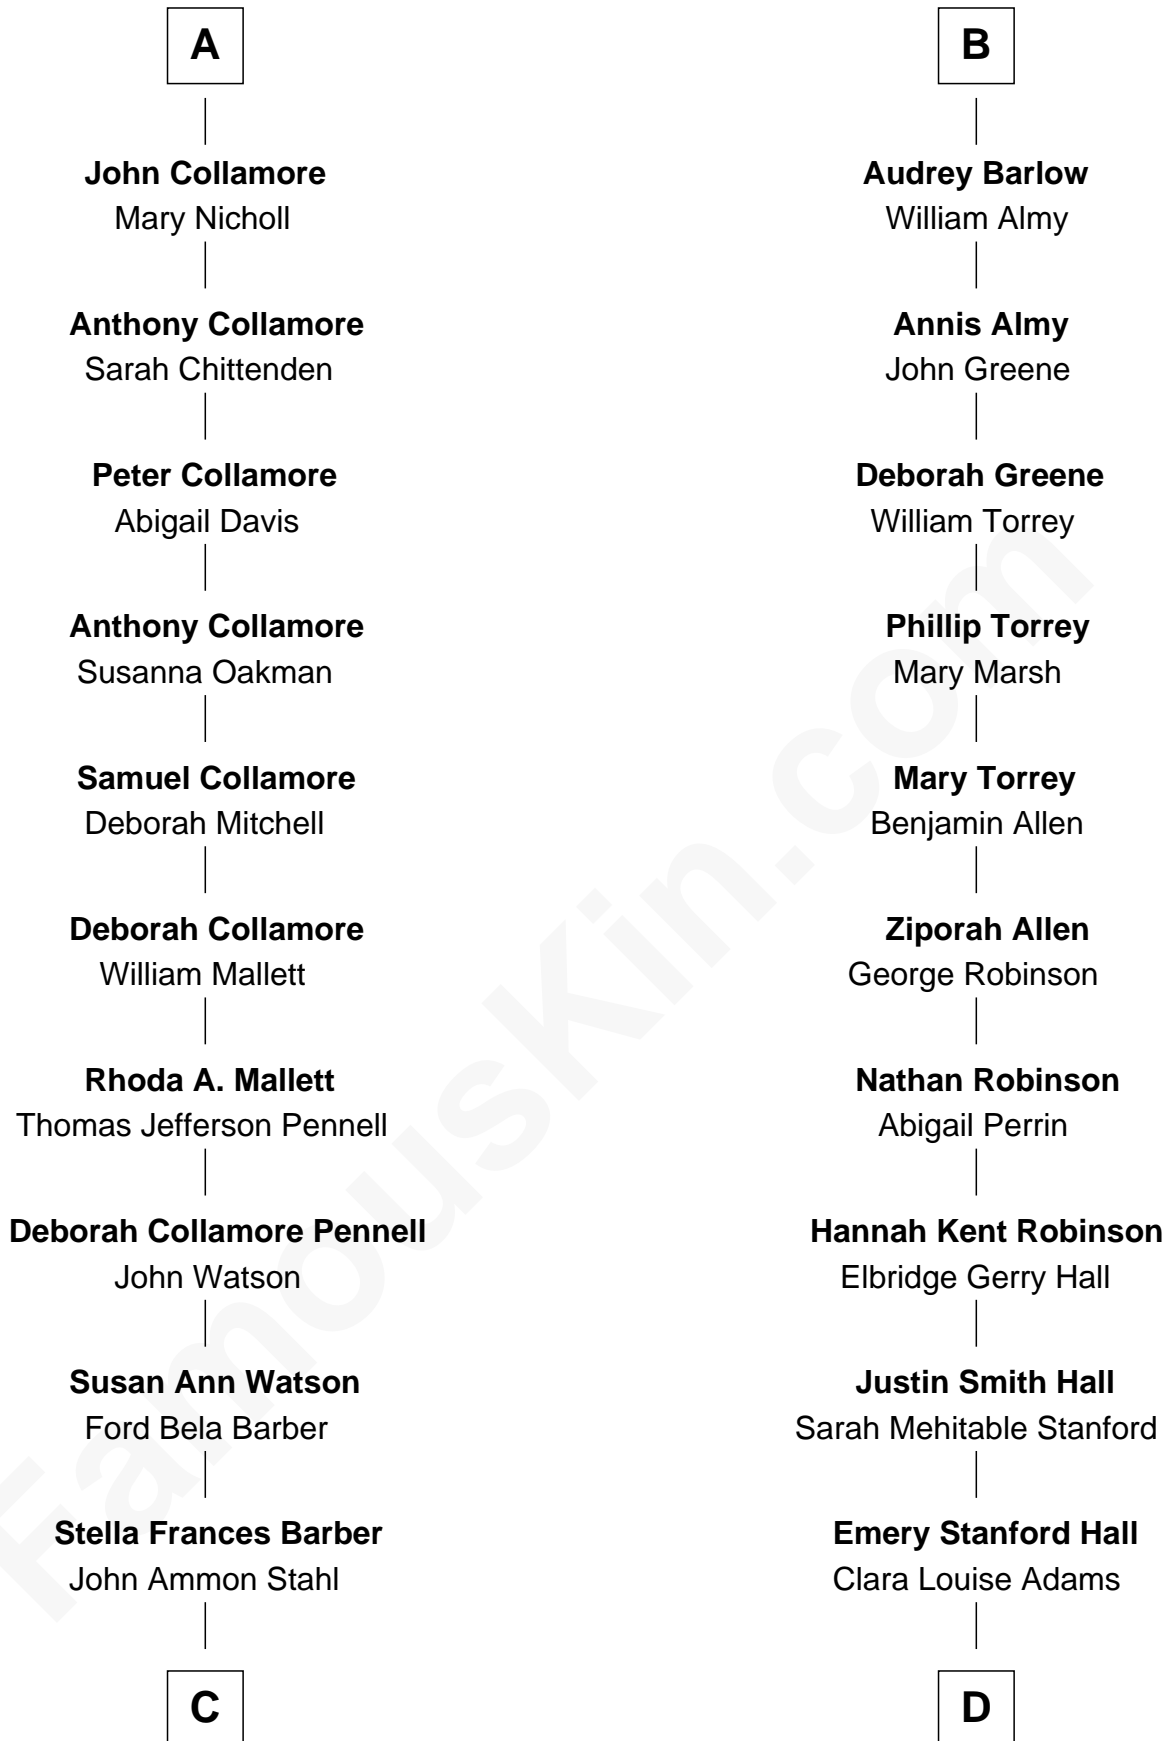 A
John Collamore
Mary Nicholl
Anthony Collamore
Sarah Chittenden
Peter Collamore
Abigail Davis
Anthony Collamore
Susanna Oakman
Samuel Collamore
Deborah Mitchell
Deborah Collamore
William Mallett
Rhoda A. Mallett
Thomas Jefferson Pennell
Deborah Collamore Pennell
John Watson
Susan Ann Watson
Ford Bela Barber
Stella Frances Barber
John Ammon Stahl
C
B
Audrey Barlow
William Almy
Annis Almy
John Greene
Deborah Greene
William Torrey
Phillip Torrey
Mary Marsh
Mary Torrey
Benjamin Allen
Ziporah Allen
George Robinson
Nathan Robinson
Abigail Perrin
Hannah Kent Robinson
Elbridge Gerry Hall
Justin Smith Hall
Sarah Mehitable Stanford
Emery Stanford Hall
Clara Louise Adams
D
FamousKin.com